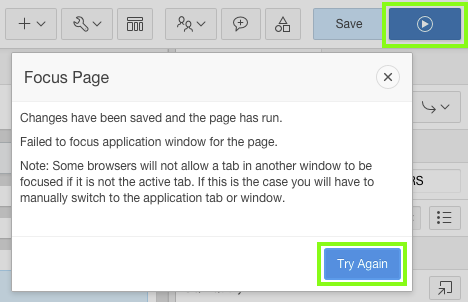 Save
Focus Page
Changes have been saved and the page has run.
Failed to focus application window for the page.
Note: Some browsers will not allow a tab in another window to be
focused if it is not the active tab. If this is the case you will have to
manually switch to the application tab or window.
RS
Try Again